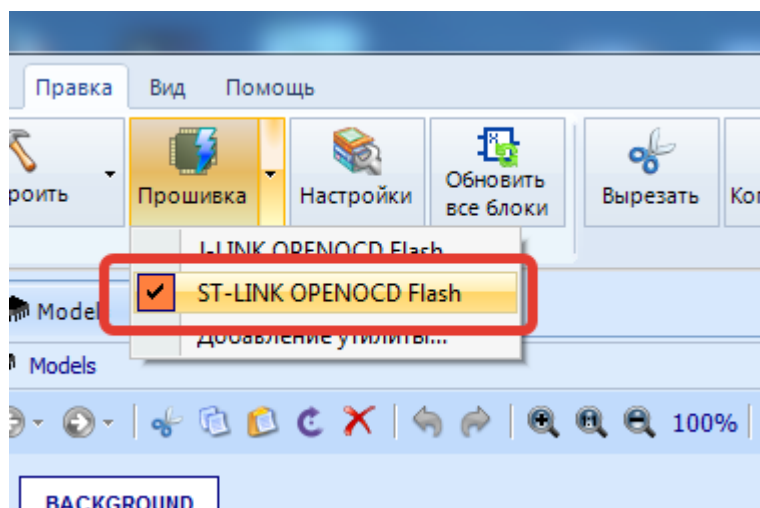 Правка Вид Помощь
роить
Прошивка
Настройки
Обновить
все блоки
Вырезать
Коп
J-LINK OPENOCD Flash
ST-LINK OPENOCD Flash
Добавление утилиты...
Model
Models
100%
BACKGROUND